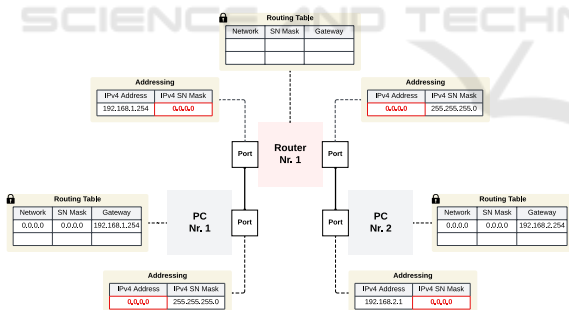 SCIENCE AND TECHN
Routing Table
Network SN Mask Gateway
Addressing
IPv4 Address IPv4 SN Mask
192.168.1.254 0.0.0.0
Addressing
IPv4 Address IPv4 SN Mask
0.0.0.0 255.255.255.0
Port
Router
Nr. 1
Port
Routing Table
Network SN Mask Gateway
0.0.0.0 0.0.0.0 192.168.1.254
PC
Nr. 1
Port
Port
PC
Nr. 2
Routing Table
Network SN Mask Gateway
0.0.0.0 0.0.0.0 192.168.2.254
Addressing
IPv4 Address IPv4 SN Mask
0.0.0.0 255.255.255.0
Addressing
IPv4 Address IPv4 SN Mask
192.168.2.1 0.0.0.0